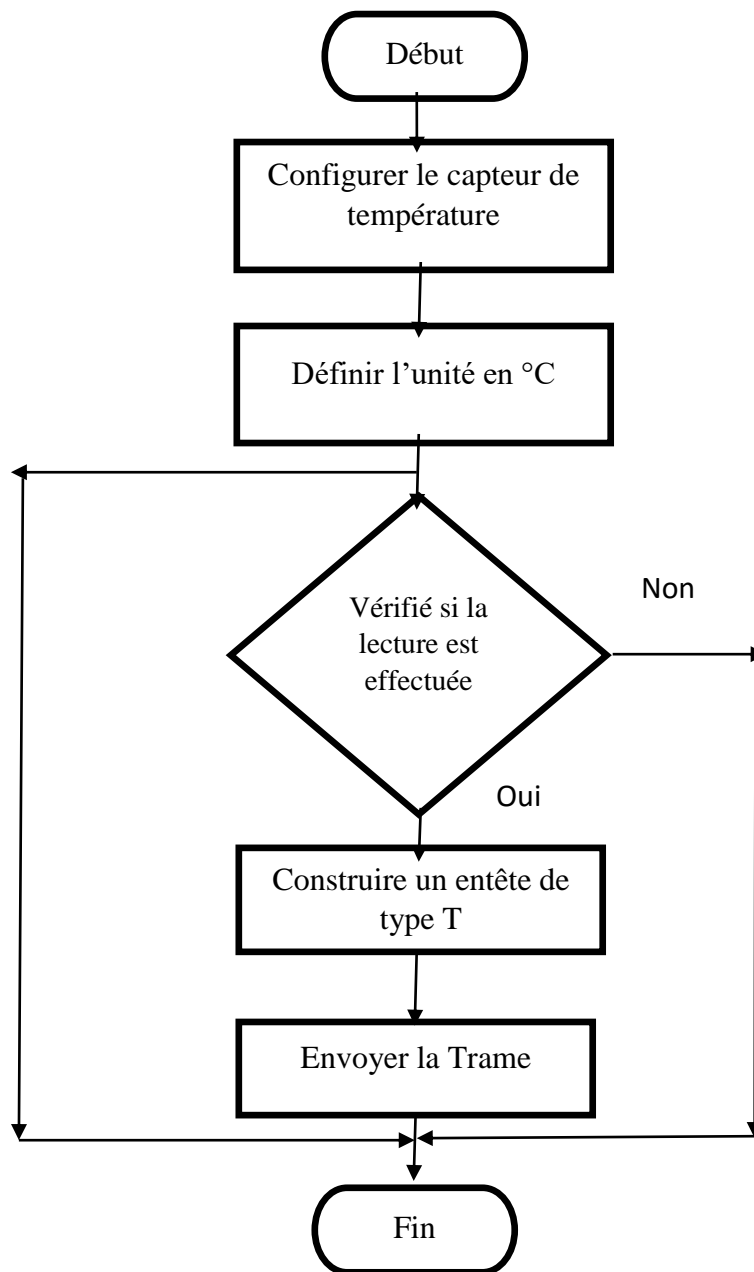 Début
Configurer le capteur de
température
Définir l’unité en °C
Vérifié si la
lecture est
effectuée
Non
Oui
Construire un entête de
type T
Envoyer la Trame
Fin